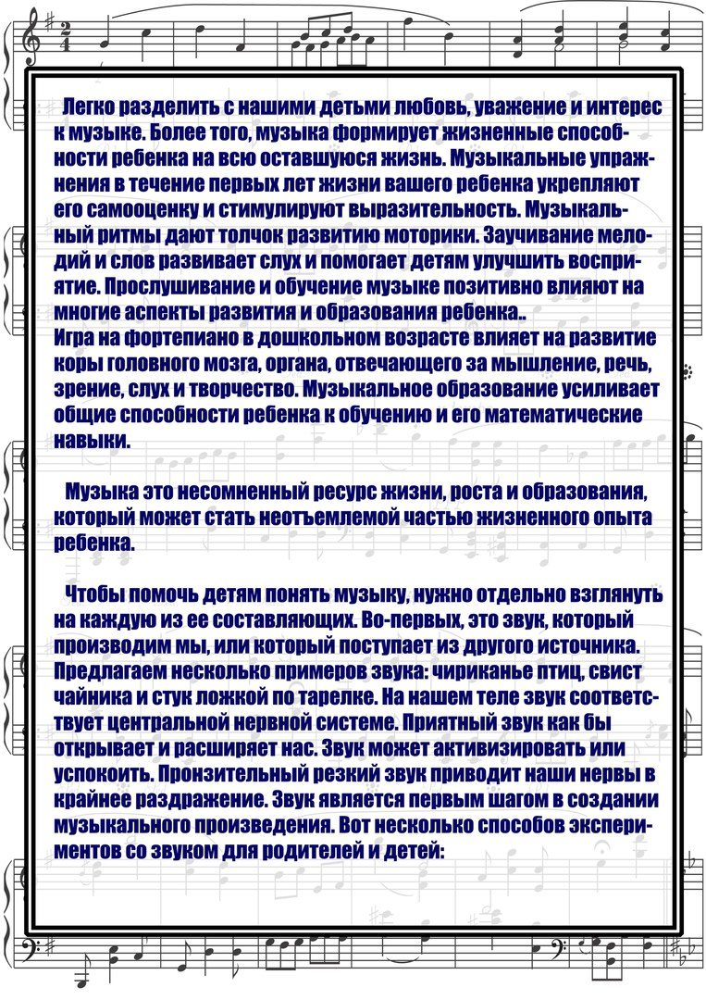 Легко разделить с нашими детьми любовь, уважение и интерес
к музыке. Более того, музыка формирует жизненные способ-
ности ребенка на всю оставшуюся жизнь. Музыкальные упраж-
нения в течение первых лет жизни вашего ребенка укрепляют
его самооценку и стимулируют выразительность. Музыкаль-
ный ритмы дают толчок развитию моторики. Заучивание мело-
дий и слов развивает слух и помогает детям улучшить воспри-
ятие. Прослушивание и обучение музыке позитивно влияют на
многие аспекты развития и образования ребенка..
Игра на фортепиано в дошкольном возрасте влияет на развитие
коры головного мозга, органа, отвечающего за мышление, речь,
зрение, слух и творчество. Музыкальное образование усиливает
общие способности ребенка к обучению и его математические
навыки.
Музыка это несомненный ресурс жизни, роста и образования,
который может стать неотъемлемой частью жизненного опыта
ребенка.
Чтобы помочь детям понять музыку, нужно отдельно взглянуть
на каждую из ее составляющих. Во-первых, это звук, который
производим мы, или который поступает из другого источника.
Предлагаем несколько примеров звука: чириканье птиц, свист
чайника и стук ложкой по тарелке. На нашем теле звук соответс-
твует центральной нервной системе. Приятный звук как бы
открывает и расширяет нас. Звук может активизировать или
успокоить. Пронзительный резкий звук приводит наши нервы в
крайнее раздражение. Звук является первым шагом в создании
музыкального произведения. Вот несколько способов экспери-
ментов со звуком для родителей и детей: